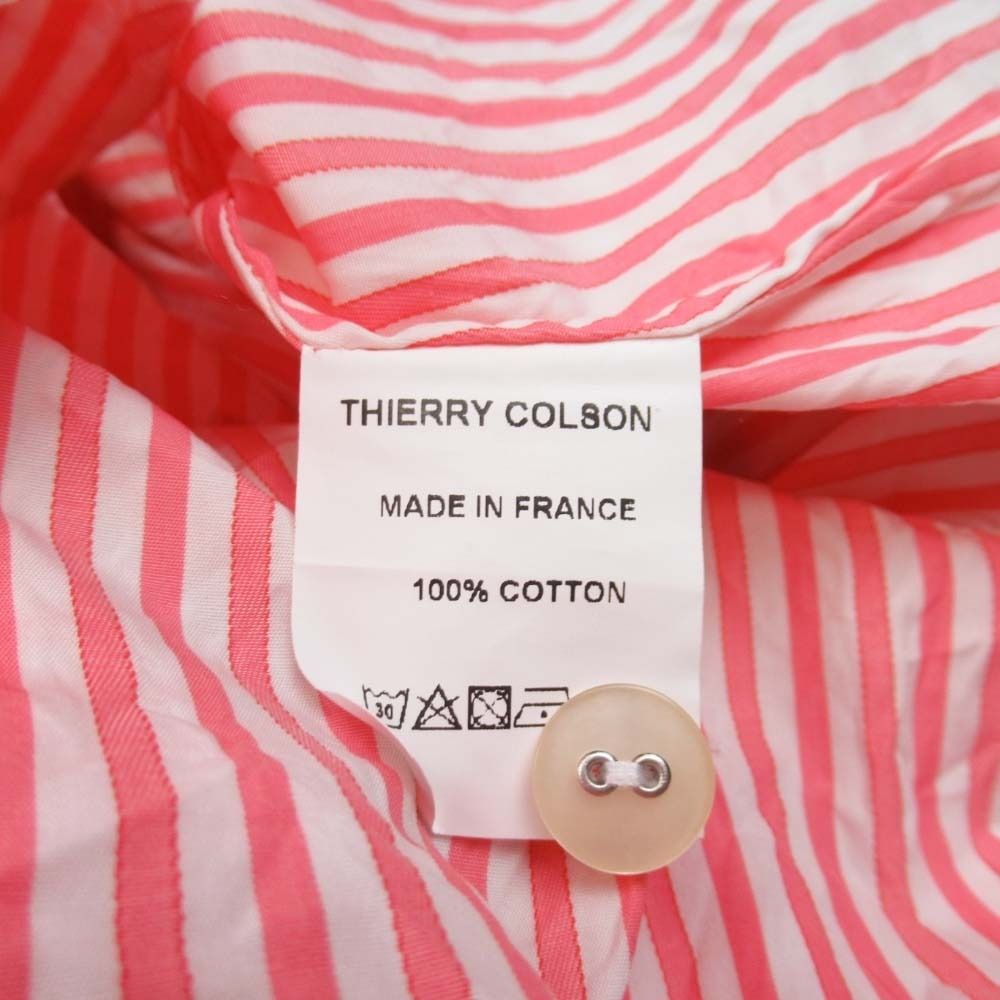 THIERRY COLSON
MADE IN FRANCE
100% COTTON
30